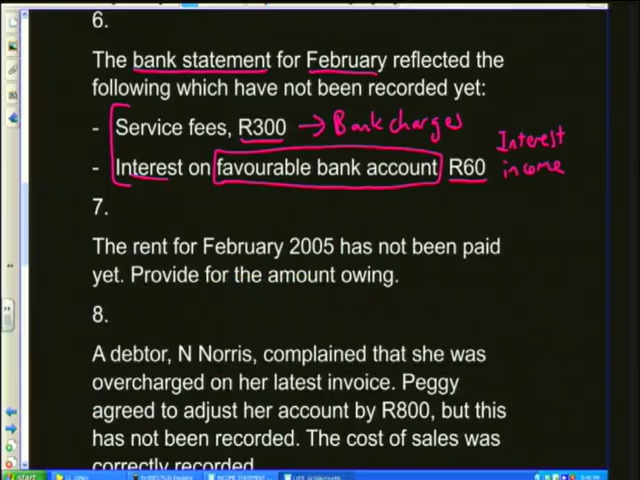 6.
The bank statement for February reflected the
following which have not been recorded yet:
- Service fees, R300 → Bank charges
- Interest on favourable bank account R60 Interest
income
7.
The rent for February 2005 has not been paid
yet. Provide for the amount owing.
8.
A debtor, N Norris, complained that she was
overcharged on her latest invoice. Peggy
agreed to adjust her account by R800, but this
has not been recorded. The cost of sales was
correctly recorded.
start INCOME STATEMENT